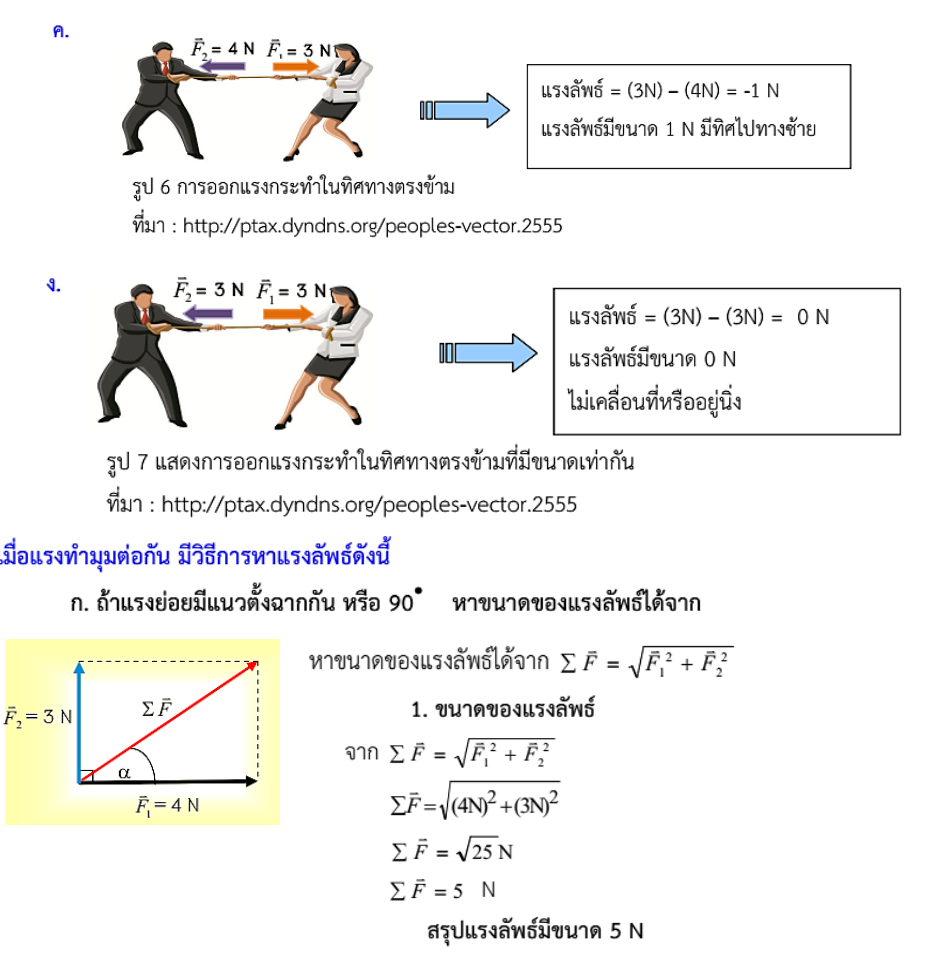 ค.
F⃗₂ = 4 N F⃗₁ = 3 N
แรงลัพธ์ = (3N) – (4N) = -1 N
แรงลัพธ์มีขนาด 1 N มีทิศไปทางซ้าย
รูป 6 การออกแรงกระทำในทิศทางตรงข้าม
ที่มา : http://ptax.dyndns.org/peoples-vector.2555
ง.
F⃗₂ = 3 N F⃗₁ = 3 N
แรงลัพธ์ = (3N) – (3N) = 0 N
แรงลัพธ์มีขนาด 0 N
ไม่เคลื่อนที่หรืออยู่นิ่ง
รูป 7 แสดงการออกแรงกระทำในทิศทางตรงข้ามที่มีขนาดเท่ากัน
ที่มา : http://ptax.dyndns.org/peoples-vector.2555
เมื่อแรงทำมุมต่อกัน มีวิธีการหาแรงลัพธ์ดังนี้
ก. ถ้าแรงย่อยมีแนวตั้งฉากกัน หรือ 90• หาขนาดของแรงลัพธ์ได้จาก
F⃗₂ = 3 N
Σ F⃗
α
F⃗₁ = 4 N
หาขนาดของแรงลัพธ์ได้จาก Σ F⃗ = √(F⃗₁² + F⃗₂²)
1. ขนาดของแรงลัพธ์
จาก Σ F⃗ = √(F⃗₁² + F⃗₂²)
ΣF⃗ = √((4N)²+(3N)²)
Σ F⃗ = √25 N
Σ F⃗ = 5 N
สรุปแรงลัพธ์มีขนาด 5 N